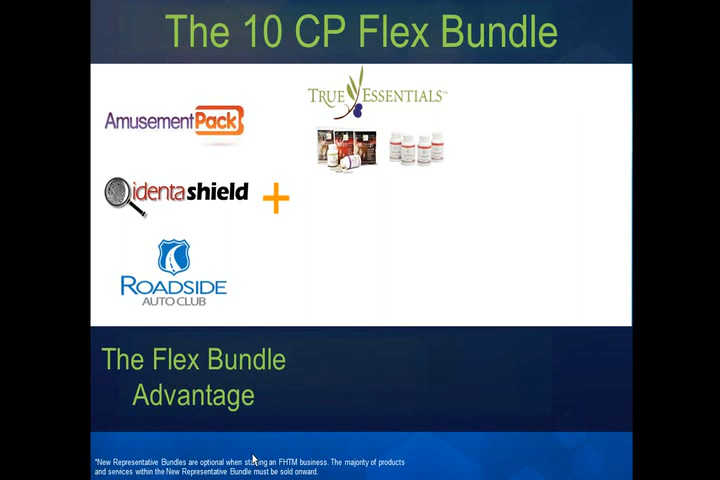 The 10 CP Flex Bundle
TRUE ESSENTIALS™
AmusementPack
identashield
+
ROADSIDE
AUTO CLUB
The Flex Bundle
Advantage
*New Representative Bundles are optional when starting an FHTM business. The majority of products
and services within the New Representative Bundle must be sold onward.